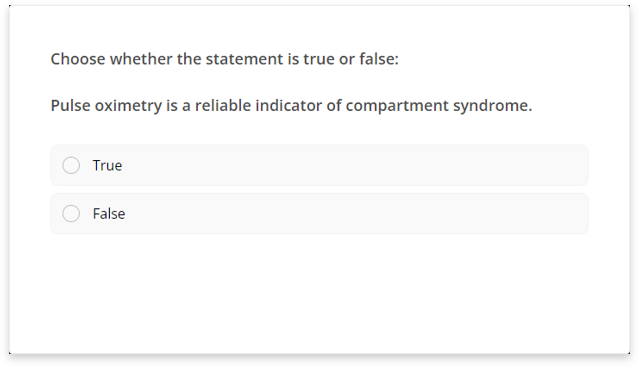 Choose whether the statement is true or false:
Pulse oximetry is a reliable indicator of compartment syndrome.
True
False